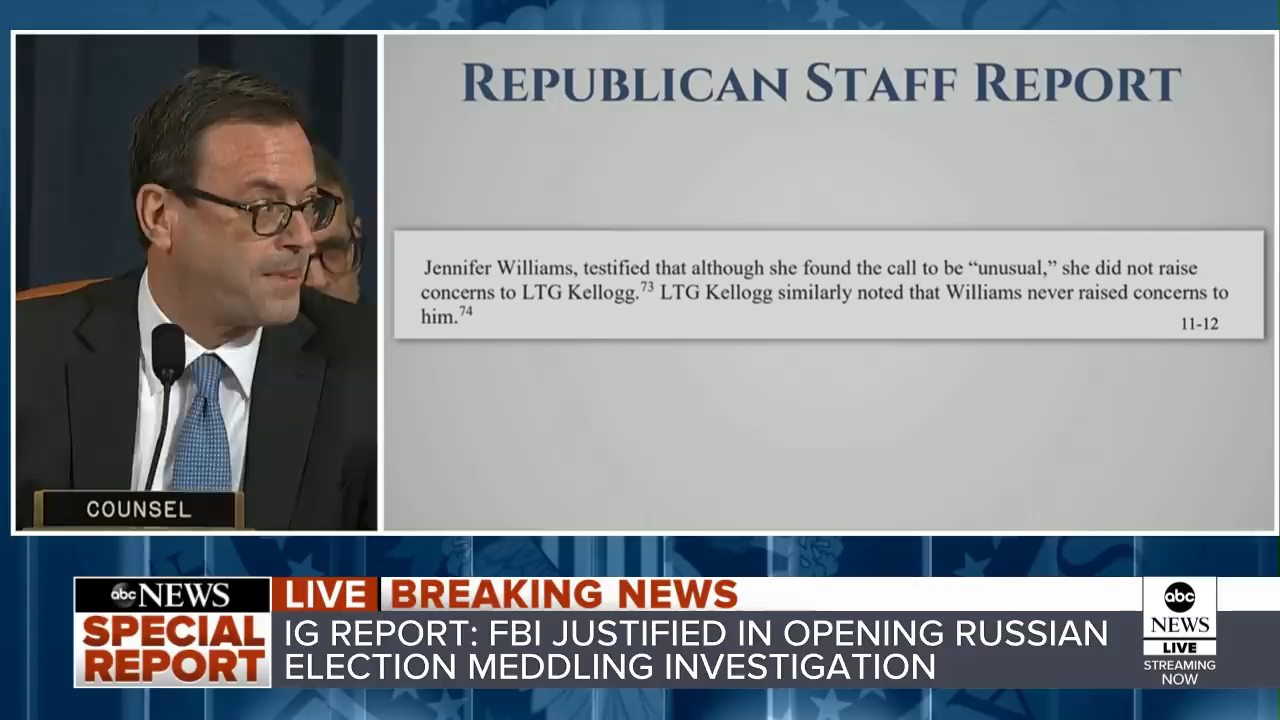 REPUBLICAN STAFF REPORT
Jennifer Williams, testified that although she found the call to be “unusual,” she did not raise
concerns to LTG Kellogg.73 LTG Kellogg similarly noted that Williams never raised concerns to
him.74
11-12
COUNSEL
abc NEWS
SPECIAL
REPORT
LIVE
BREAKING NEWS
IG REPORT: FBI JUSTIFIED IN OPENING RUSSIAN
ELECTION MEDDLING INVESTIGATION
abc
NEWS
LIVE
STREAMING
NOW